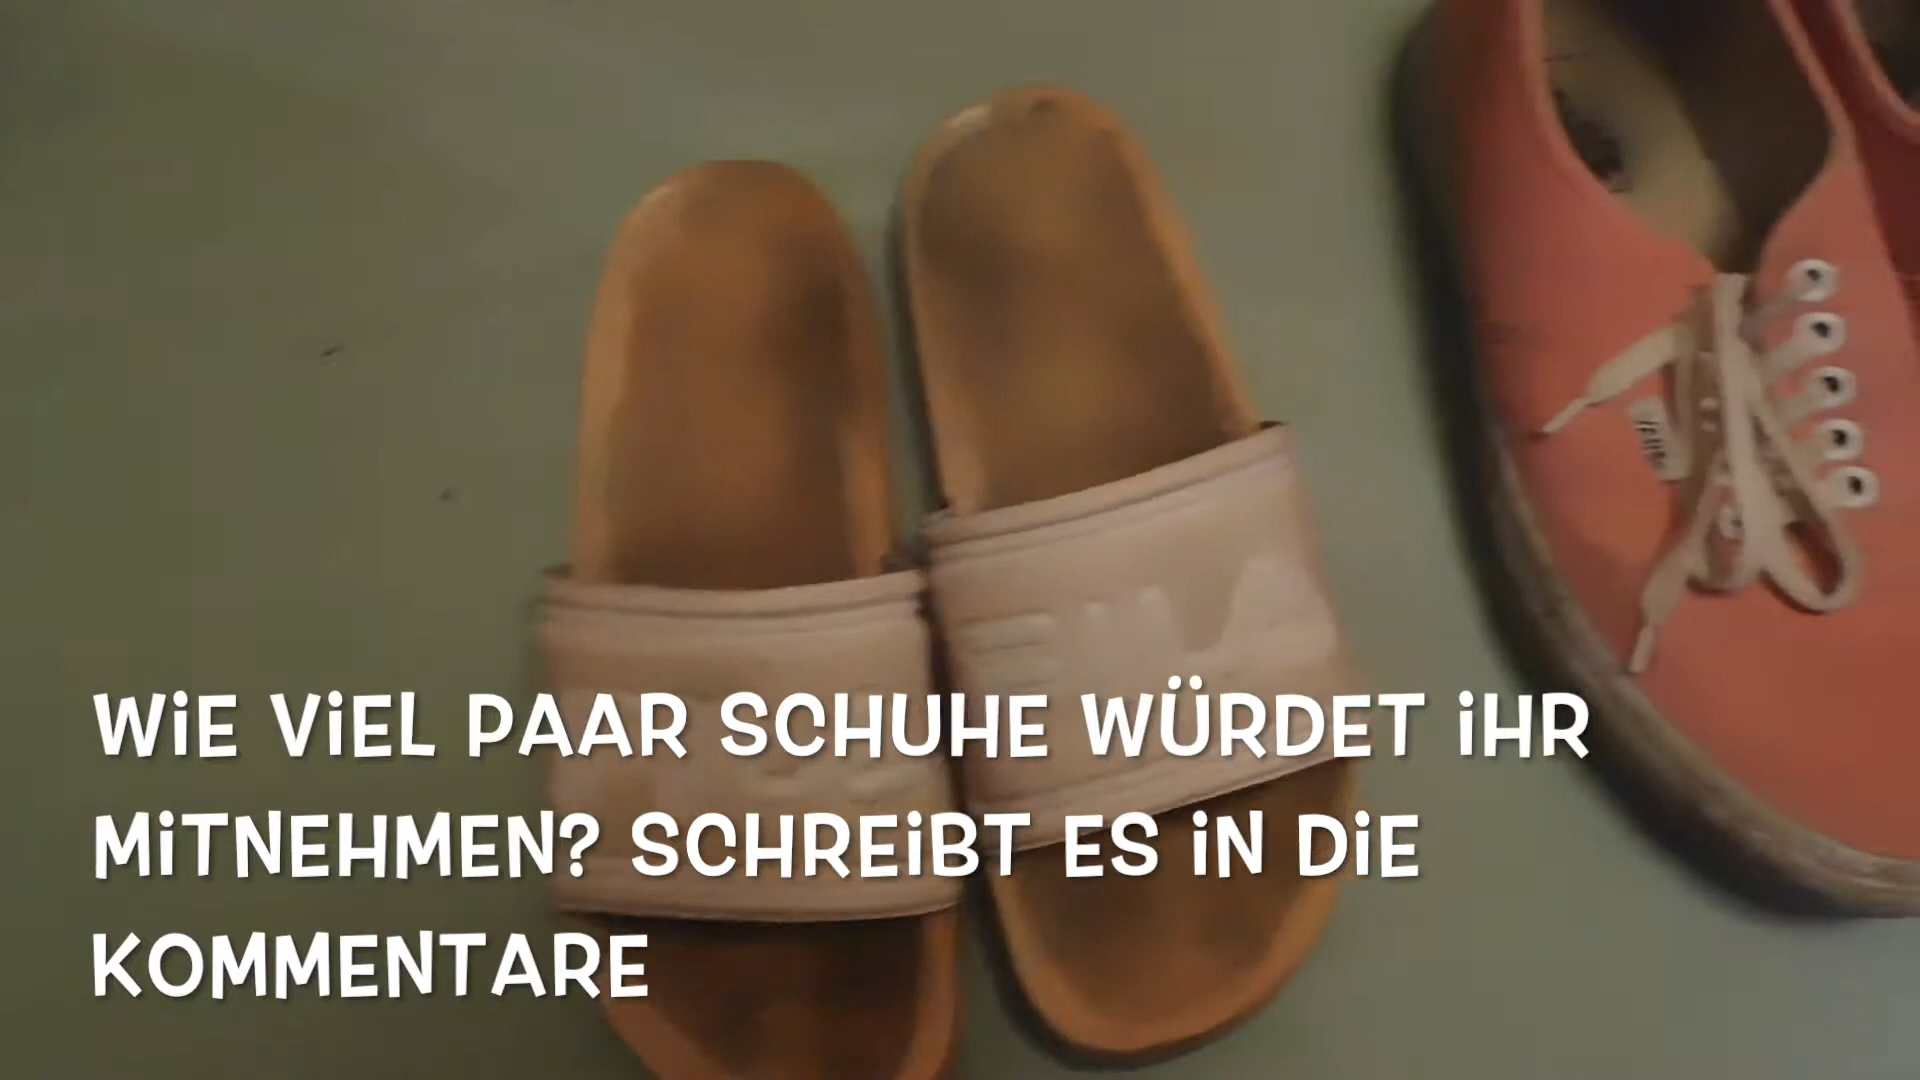 WiE ViEL PAAR SCHUHE WÜRDET iHR
MiTNEHMEN? SCHREiBT ES iN DiE
KOMMENTARE